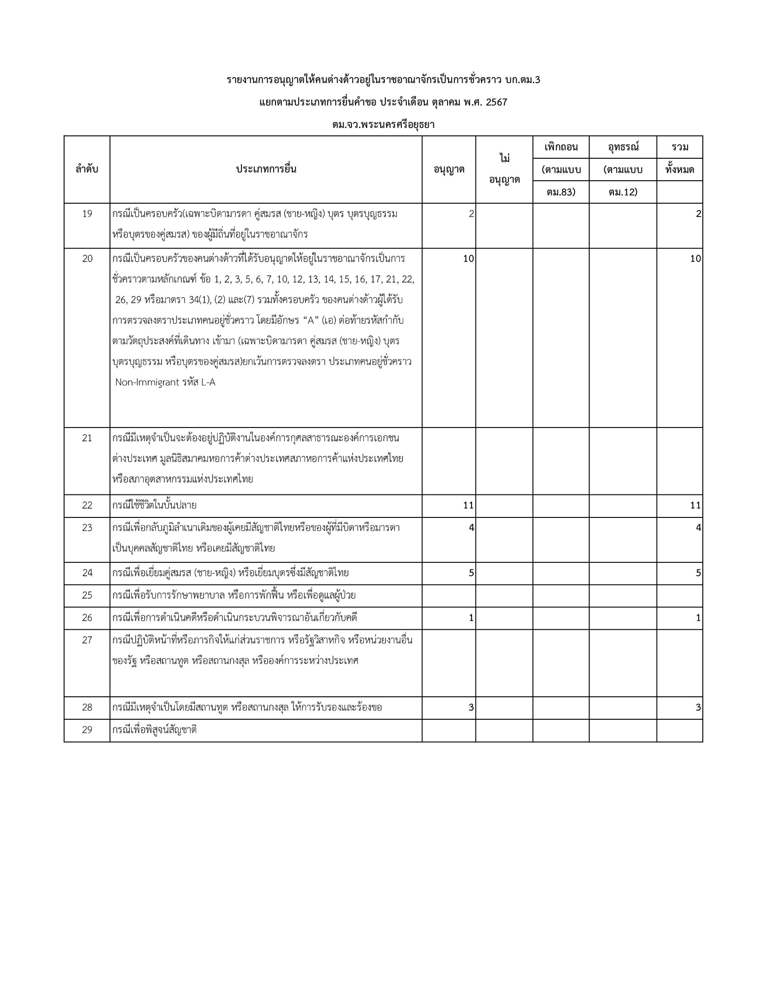 รายงานการอนุญาตให้คนต่างด้าวอยู่ในราชอาณาจักรเป็นการชั่วคราว บก.ตม.3
แยกตามประเภทการยื่นคำขอ ประจำเดือน ตุลาคม พ.ศ. 2567
ตม.จว.พระนครศรีอยุธยา
ลำดับ ประเภทการยื่น อนุญาต ไม่ เพิกถอน อุทธรณ์ รวม
อนุญาต (ตามแบบ (ตามแบบ ทั้งหมด
ตม.83) ตม.12)
19 กรณีเป็นครอบครัว(เฉพาะบิดามารดา คู่สมรส (ชาย-หญิง) บุตร บุตรบุญธรรม 2 2
หรือบุตรของคู่สมรส) ของผู้มีถิ่นที่อยู่ในราชอาณาจักร
20 กรณีเป็นครอบครัวของคนต่างด้าวที่ได้รับอนุญาตให้อยู่ในราชอาณาจักรเป็นการ 10 10
ชั่วคราวตามหลักเกณฑ์ ข้อ 1, 2, 3, 5, 6, 7, 10, 12, 13, 14, 15, 16, 17, 21, 22,
26, 29 หรือมาตรา 34(1), (2) และ(7) รวมทั้งครอบครัว ของคนต่างด้าวผู้ได้รับ
การตรวจลงตราประเภทคนอยู่ชั่วคราว โดยมีอักษร “A” (เอ) ต่อท้ายรหัสกำกับ
ตามวัตถุประสงค์ที่เดินทาง เข้ามา (เฉพาะบิดามารดา คู่สมรส (ชาย-หญิง) บุตร
บุตรบุญธรรม หรือบุตรของคู่สมรส)ยกเว้นการตรวจลงตรา ประเภทคนอยู่ชั่วคราว
Non-Immigrant รหัส L-A
21 กรณีมีเหตุจำเป็นจะต้องอยู่ปฏิบัติงานในองค์การกุศลสาธารณะองค์การเอกชน
ต่างประเทศ มูลนิธิสมาคมหอการค้าต่างประเทศสภาหอการค้าแห่งประเทศไทย
หรือสภาอุตสาหกรรมแห่งประเทศไทย
22 กรณีใช้ชีวิตในบั้นปลาย 11 11
23 กรณีเพื่อกลับภูมิลำเนาเดิมของผู้เคยมีสัญชาติไทยหรือของผู้ที่มีบิดาหรือมารดา 4 4
เป็นบุคคลสัญชาติไทย หรือเคยมีสัญชาติไทย
24 กรณีเพื่อเยี่ยมคู่สมรส (ชาย-หญิง) หรือเยี่ยมบุตรซึ่งมีสัญชาติไทย 5 5
25 กรณีเพื่อรับการรักษาพยาบาล หรือการพักฟื้น หรือเพื่อดูแลผู้ป่วย
26 กรณีเพื่อการดำเนินคดีหรือดำเนินกระบวนพิจารณาอันเกี่ยวกับคดี 1 1
27 กรณีปฏิบัติหน้าที่หรือภารกิจให้แก่ส่วนราชการ หรือรัฐวิสาหกิจ หรือหน่วยงานอื่น
ของรัฐ หรือสถานทูต หรือสถานกงสุล หรือองค์การระหว่างประเทศ
28 กรณีมีเหตุจำเป็นโดยมีสถานทูต หรือสถานกงสุล ให้การรับรองและร้องขอ 3 3
29 กรณีเพื่อพิสูจน์สัญชาติ